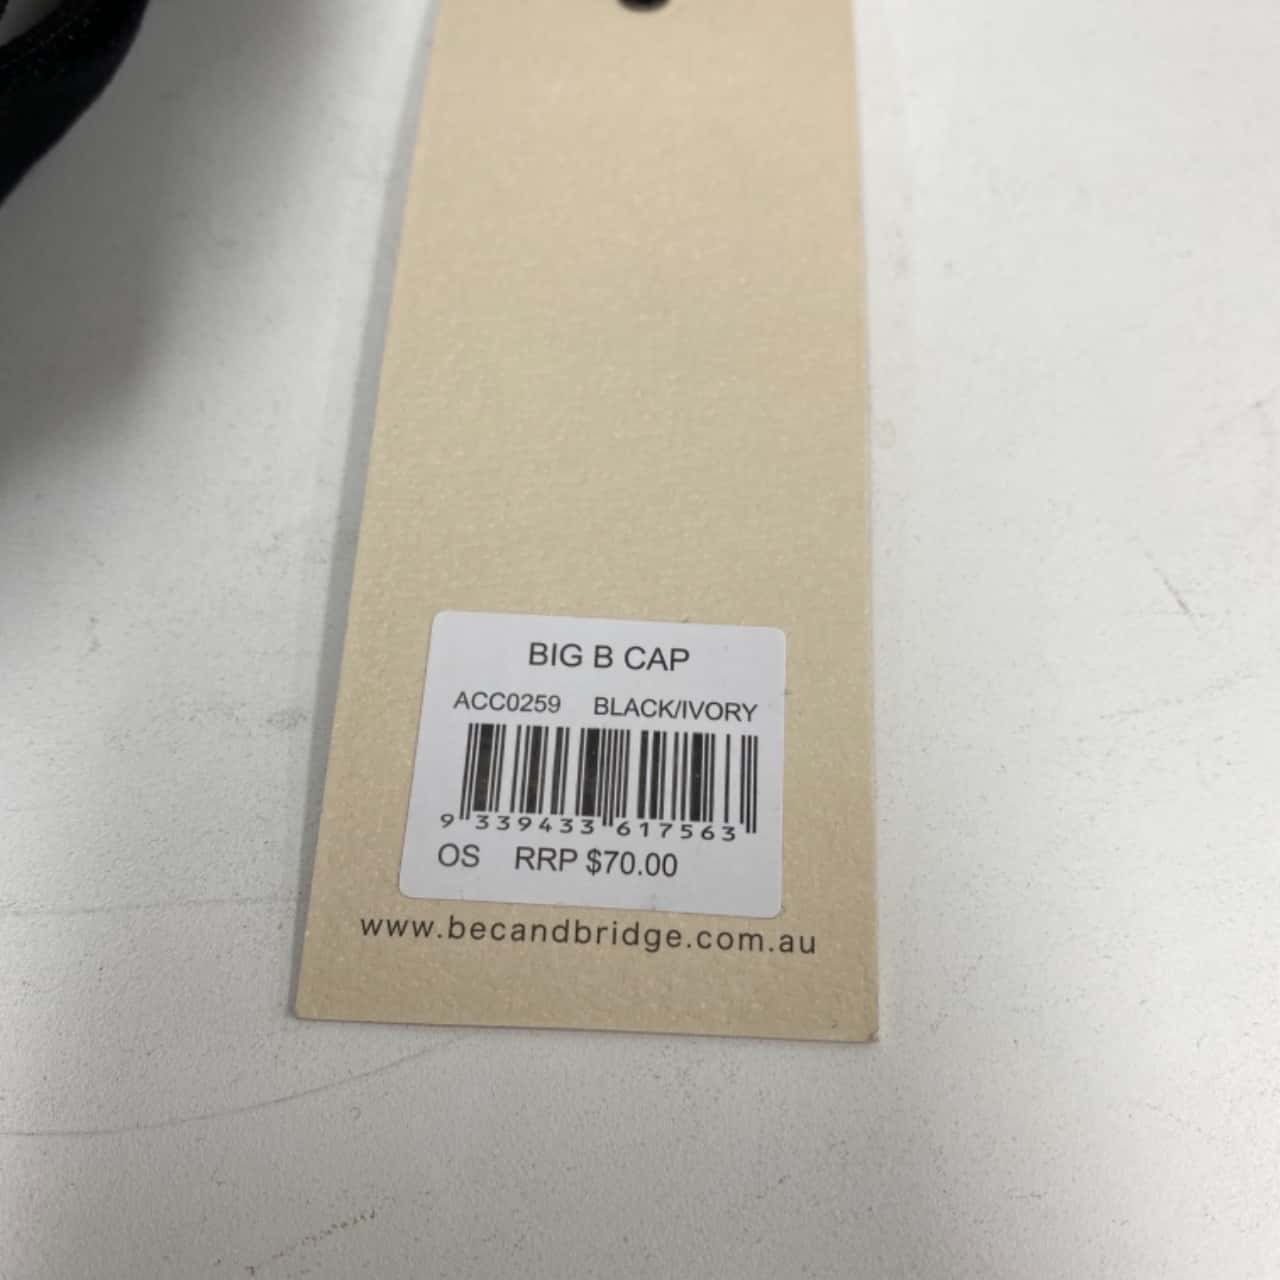 BIG B CAP
ACC0259 BLACK/IVORY
9 339433 617563
OS RRP $70.00
www.becandbridge.com.au